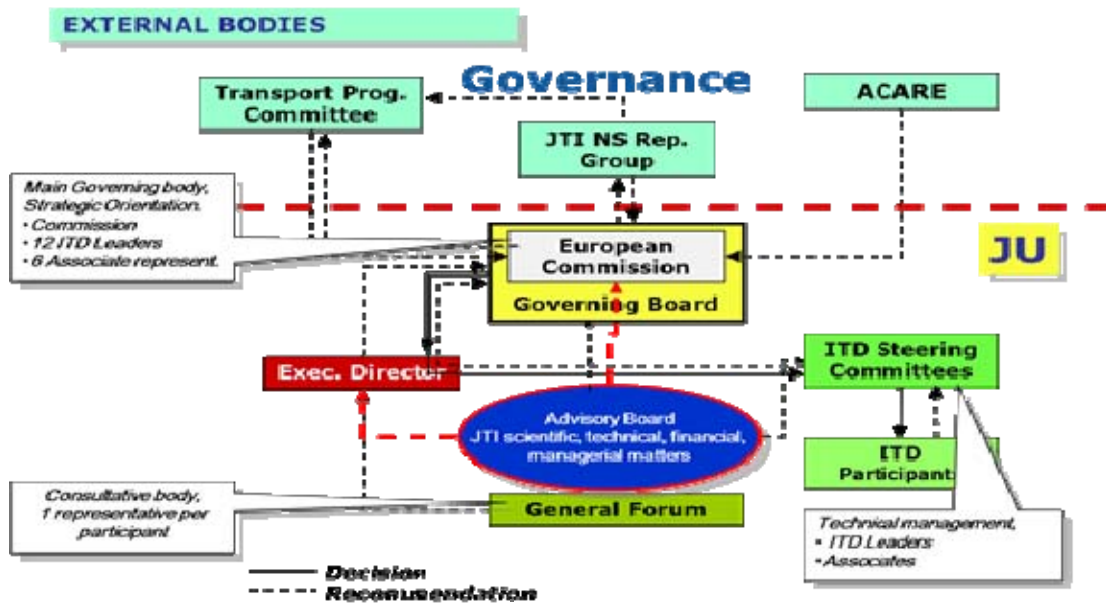 EXTERNAL BODIES
Governance
Transport Prog.
Committee
ACARE
JTI NS Rep.
Group
Main Governing body,
Strategic Orientation.
• Commission
• 12 ITD Leaders
• 6 Associate represent.
European
Commission
Governing Board
JU
Exec. Director
ITD Steering
Committees
Advisory Board
JTI scientific, technical, financial,
managerial matters
ITD
Participant
Consultative body,
1 representative per
participant
General Forum
Technical management,
• ITD Leaders
• Associates
Decision
Recommendation